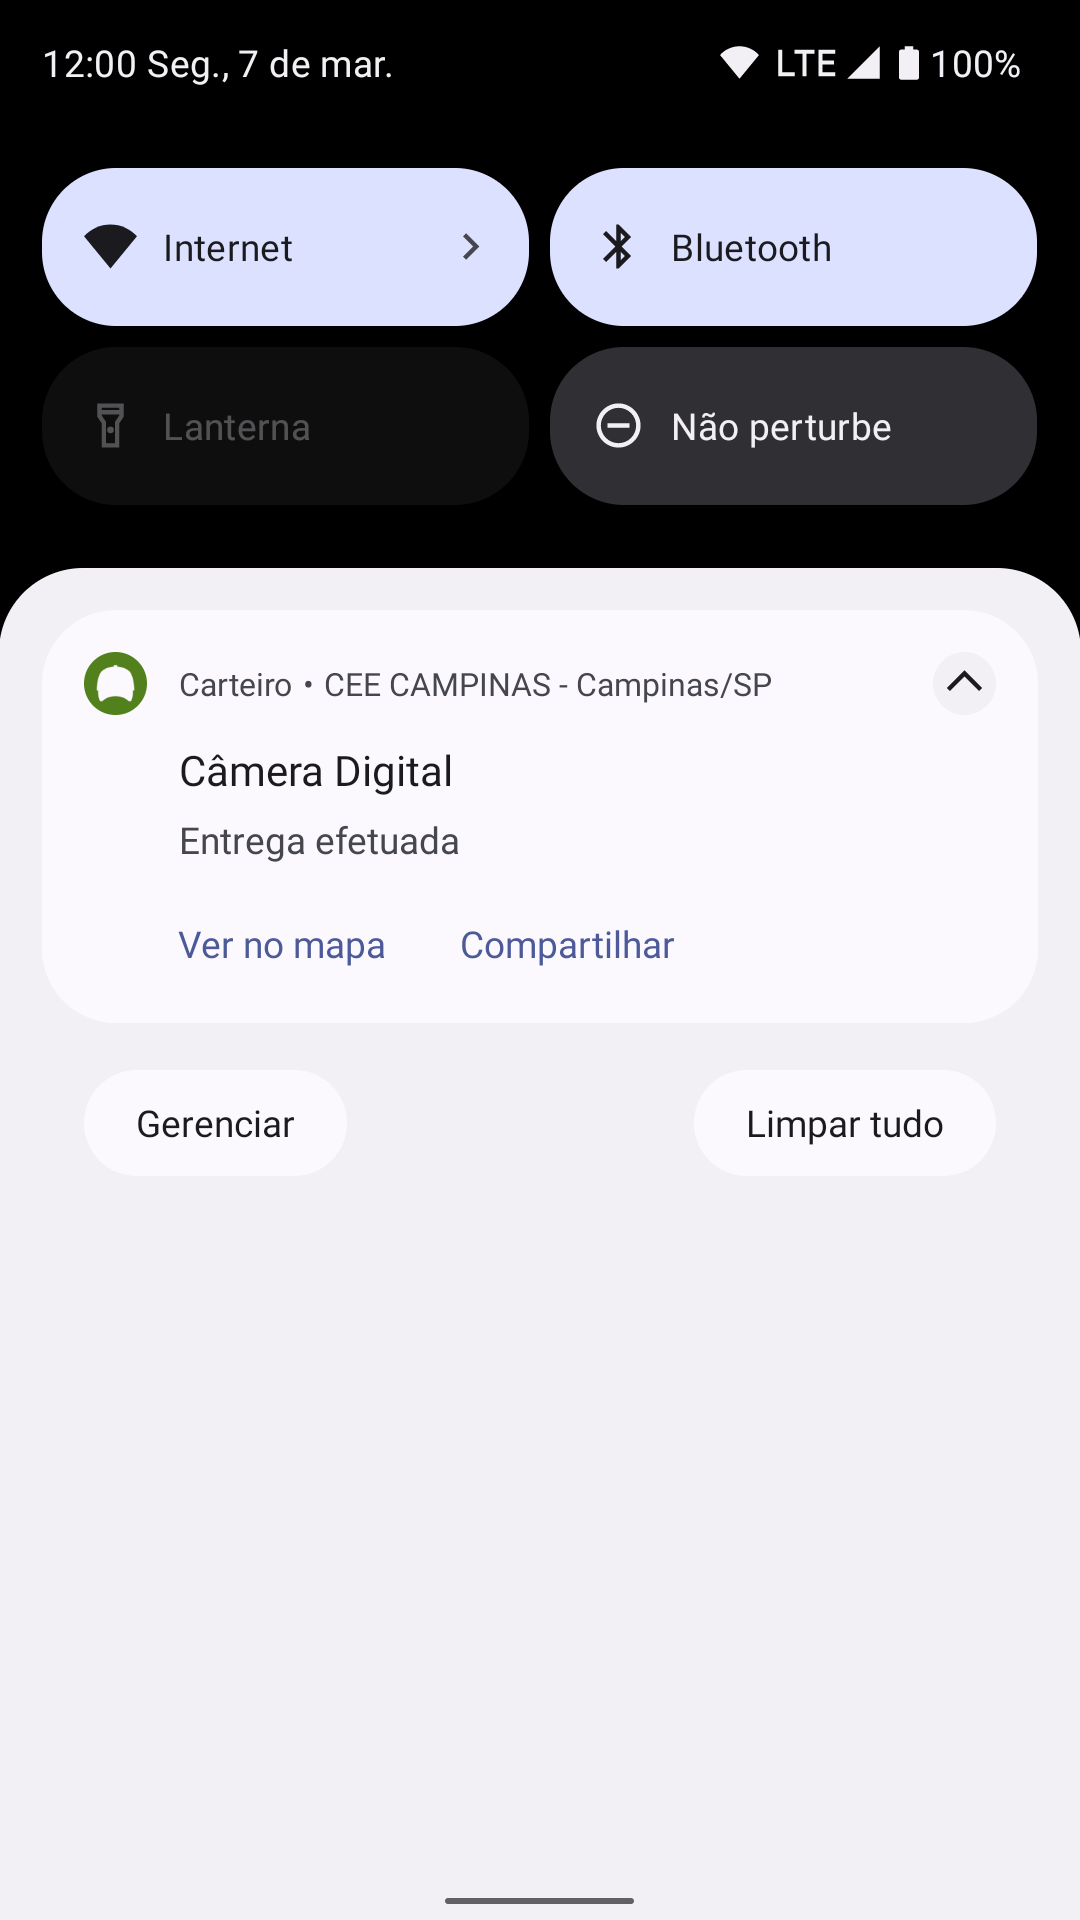 12:00 Seg., 7 de mar. LTE 100%
Internet
Bluetooth
Lanterna
Não perturbe
Carteiro • CEE CAMPINAS - Campinas/SP
Câmera Digital
Entrega efetuada
Ver no mapa Compartilhar
Gerenciar
Limpar tudo